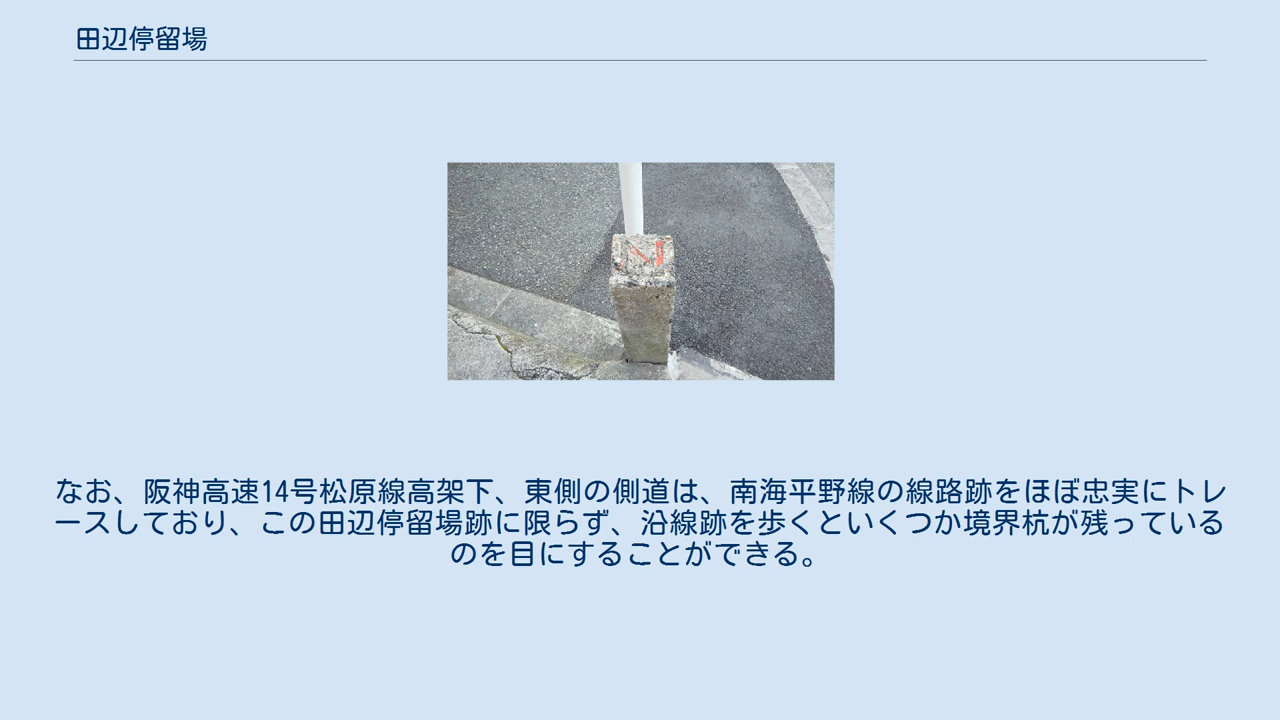 田辺停留場
なお、阪神高速14号松原線高架下、東側の側道は、南海平野線の線路跡をほぼ忠実にトレ
ースしており、この田辺停留場跡に限らず、沿線跡を歩くといくつか境界杭が残っている
のを目にすることができる。